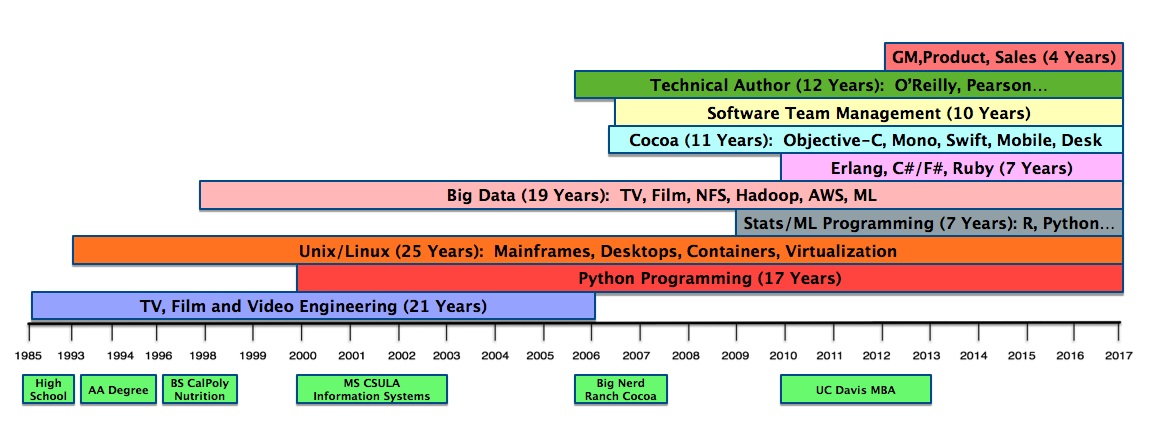 GM,Product, Sales (4 Years)
Technical Author (12 Years):  O’Reilly, Pearson…
Software Team Management (10 Years)
Cocoa (11 Years):  Objective-C, Mono, Swift, Mobile, Desk
Erlang, C#/F#, Ruby (7 Years)
Big Data (19 Years):  TV, Film, NFS, Hadoop, AWS, ML
Stats/ML Programming (7 Years): R, Python…
Unix/Linux (25 Years):  Mainframes, Desktops, Containers, Virtualization
Python Programming (17 Years)
TV, Film and Video Engineering (21 Years)
1985 1993 1994 1996 1998 1999 2000 2001 2002 2003 2004 2005 2006 2007 2008 2009 2010 2011 2012 2013 2014 2015 2016 2017
High
School
AA Degree
BS CalPoly
Nutrition
MS CSULA
Information Systems
Big Nerd
Ranch Cocoa
UC Davis MBA